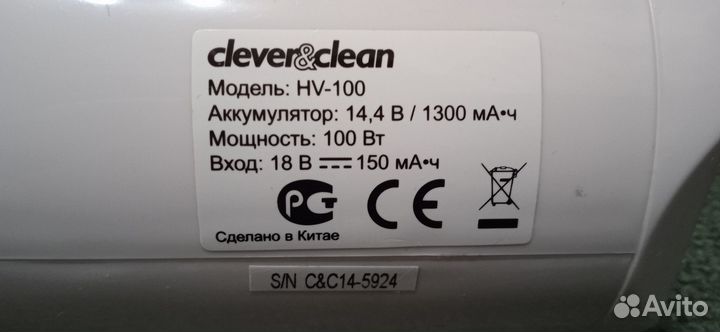 clever&clean
Модель: HV-100
Аккумулятор: 14,4 В / 1300 мА•ч
Мощность: 100 Вт
Вход: 18 В 150 мА•ч
РСТ CE
Сделано в Китае
S/N C&C14-5924
Avito